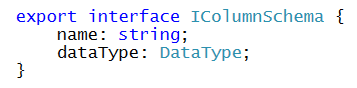 export interface IColumnSchema {
    name: string;
    dataType: DataType;
}